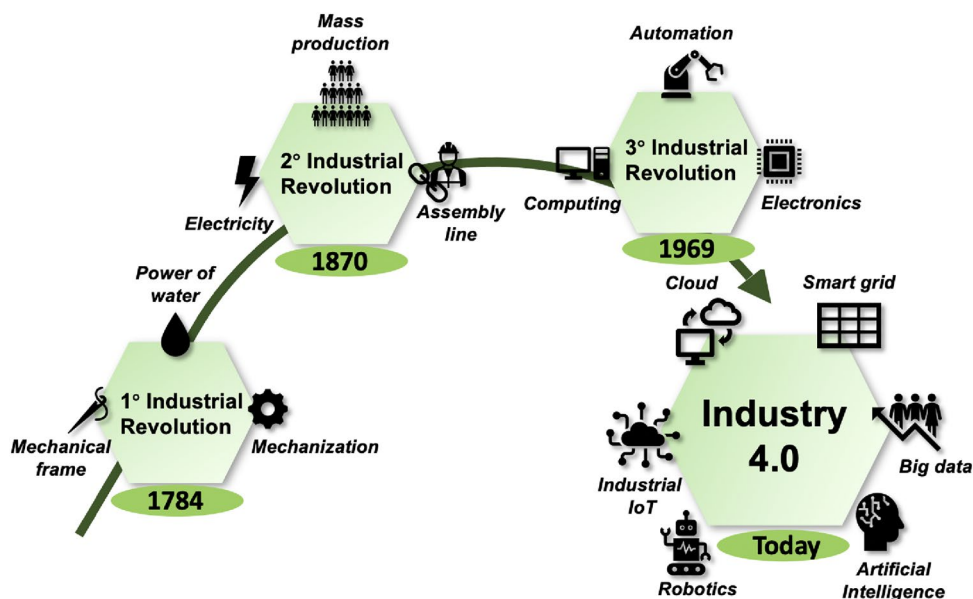 Mass
production
2° Industrial
Revolution
Electricity
Assembly
line
1870
Automation
3° Industrial
Revolution
Computing
Electronics
1969
Power of
water
1° Industrial
Revolution
Mechanical
frame
Mechanization
1784
Cloud
Smart grid
Industry
4.0
Industrial
IoT
Big data
Robotics
Artificial
Intelligence
Today